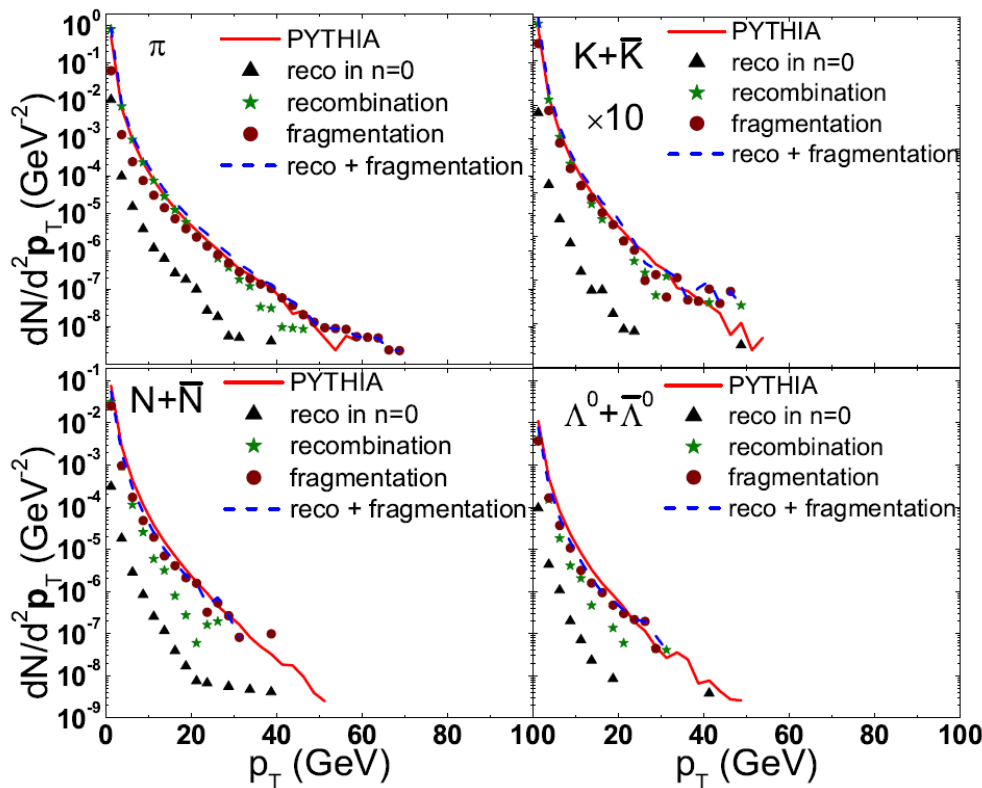 dN/d²p_T (GeV⁻²)
10⁰
10⁻¹
10⁻²
10⁻³
10⁻⁴
10⁻⁵
10⁻⁶
10⁻⁷
10⁻⁸
π
PYTHIA
reco in n=0
recombination
fragmentation
reco + fragmentation
K+K̅
×10
PYTHIA
reco in n=0
recombination
fragmentation
reco + fragmentation
dN/d²p_T (GeV⁻²)
10⁻¹
10⁻²
10⁻³
10⁻⁴
10⁻⁵
10⁻⁶
10⁻⁷
10⁻⁸
10⁻⁹
N+N̅
PYTHIA
reco in n=0
recombination
fragmentation
reco + fragmentation
Λ⁰+Λ̅⁰
PYTHIA
reco in n=0
recombination
fragmentation
reco + fragmentation
0 20 40 60 80 100 20 40 60 80 100
p_T (GeV) p_T (GeV)